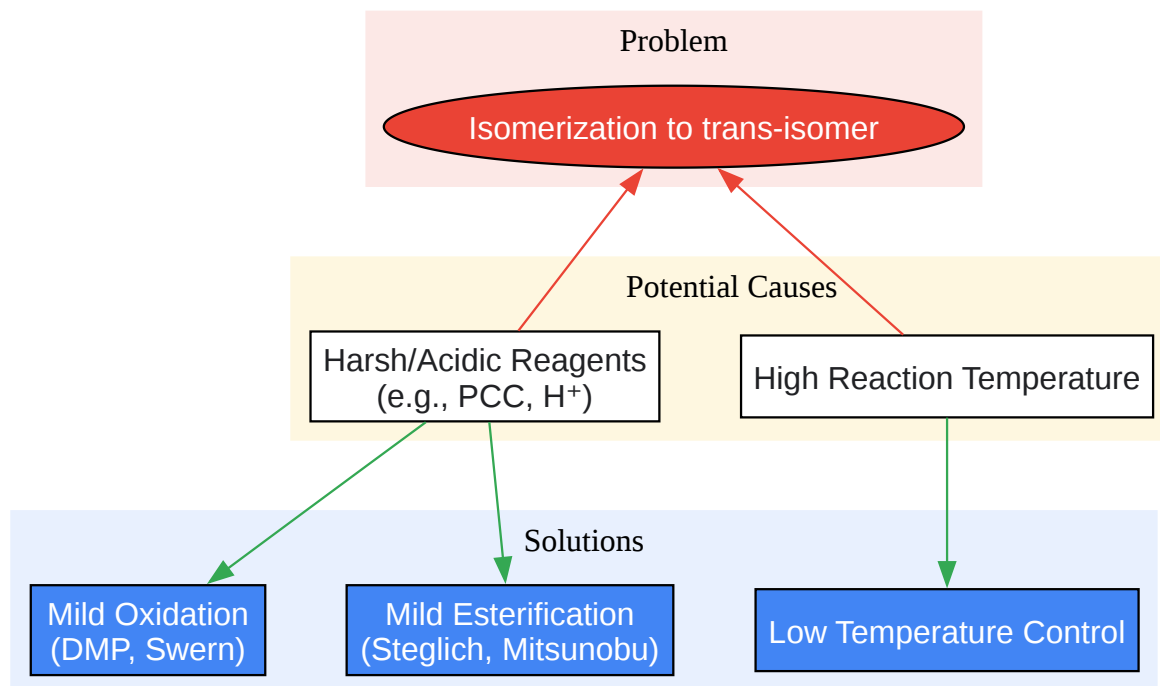 Problem
Isomerization to trans-isomer
Potential Causes
Harsh/Acidic Reagents
(e.g., PCC, H⁺)
High Reaction Temperature
Solutions
Mild Oxidation
(DMP, Swern)
Mild Esterification
(Steglich, Mitsunobu)
Low Temperature Control